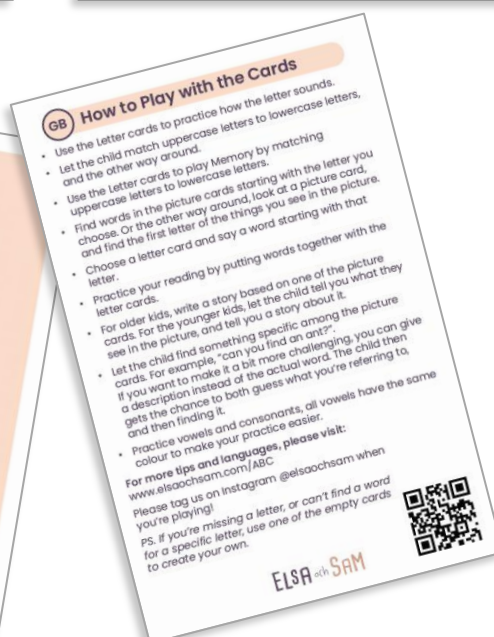 GB How to Play with the Cards
• Use the Letter cards to practice how the letter sounds.
• Let the child match uppercase letters to lowercase letters,
and the other way around.
• Use the Letter cards to play Memory by matching
uppercase letters to lowercase letters.
• Find words in the picture cards starting with the letter you
choose. Or the other way around, look at a picture card,
and find the first letter of the things you see in the picture.
• Choose a letter card and say a word starting with that
letter.
• Practice your reading by putting words together with the
letter cards.
• For older kids, write a story based on one of the picture
cards. For the younger kids, let the child tell you what they
see in the picture, and tell you a story about it.
• Let the child find something specific among the picture
cards. For example, "can you find an ant?".
If you want to make it a bit more challenging, you can give
a description instead of the actual word. The child then
gets the chance to both guess what you're referring to,
and then finding it.
• Practice vowels and consonants, all vowels have the same
colour to make your practice easier.
For more tips and languages, please visit:
www.elsaochsam.com/ABC
Please tag us on Instagram @elsaochsam when
you're playing!
PS. If you're missing a letter, or can't find a word
for a specific letter, use one of the empty cards
to create your own.
ELSA och SAM